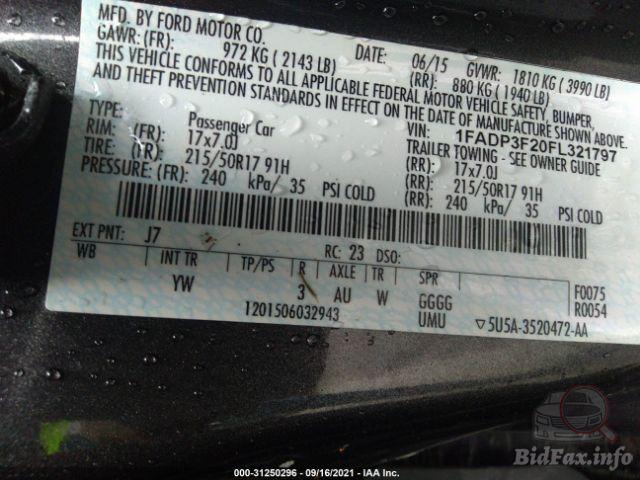 MFD. BY FORD MOTOR CO.
DATE: 06/15 GVWR: 1810 KG ( 3990 LB)
GAWR: (FR): 972 KG ( 2143 LB) (RR): 880 KG ( 1940 LB)
THIS VEHICLE CONFORMS TO ALL APPLICABLE FEDERAL MOTOR VEHICLE SAFETY, BUMPER,
AND THEFT PREVENTION STANDARDS IN EFFECT ON THE DATE OF MANUFACTURE SHOWN ABOVE.
VIN: 1FADP3F20FL321797
TYPE: Passenger Car TRAILER TOWING - SEE OWNER GUIDE
RIM: (FR): 17x7.0J (RR): 17x7.0J
TIRE: (FR): 215/50R17 91H (RR): 215/50R17 91H
PRESSURE: (FR): 240 kPa/ 35 PSI COLD (RR): 240 kPa/ 35 PSI COLD
EXT PNT: J7 RC: 23 DSO:
WB INT TR TP/PS R AXLE TR SPR
YW 3 AU W GGGG F0075
UMU R0054
1201506032943 ▽5U5A-3520472-AA
000-31250296 - 09/16/2021 - IAA Inc.
BidFax.info